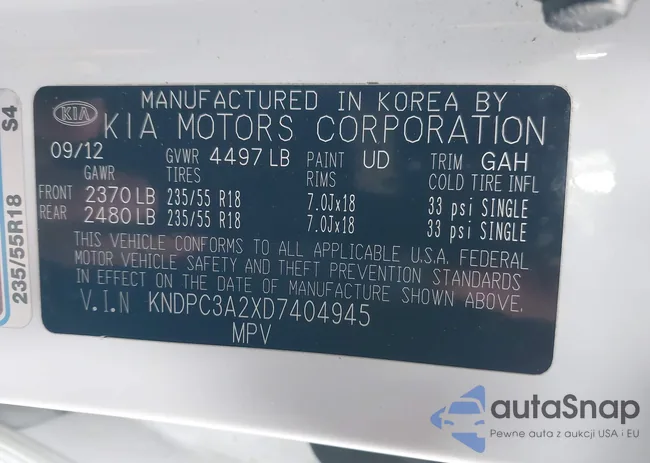 MANUFACTURED IN KOREA BY
KIA KIA MOTORS CORPORATION
09/12 GVWR 4497 LB PAINT UD TRIM GAH
GAWR TIRES RIMS COLD TIRE INFL
FRONT 2370 LB 235/55 R18 7.0Jx18 33 psi SINGLE
REAR 2480 LB 235/55 R18 7.0Jx18 33 psi SINGLE
THIS VEHICLE CONFORMS TO ALL APPLICABLE U.S.A. FEDERAL
MOTOR VEHICLE SAFETY AND THEFT PREVENTION STANDARDS
IN EFFECT ON THE DATE OF MANUFACTURE SHOWN ABOVE.
V.I.N KNDPC3A2XD7404945
MPV
235/55R18 S4
autaSnap
Pewne auta z aukcji USA i EU